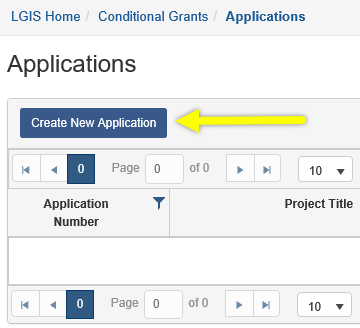 LGIS Home / Conditional Grants / Applications
Applications
Create New Application
0 Page 0 of 0 10
Application Number Project Title
0 Page 0 of 0 10